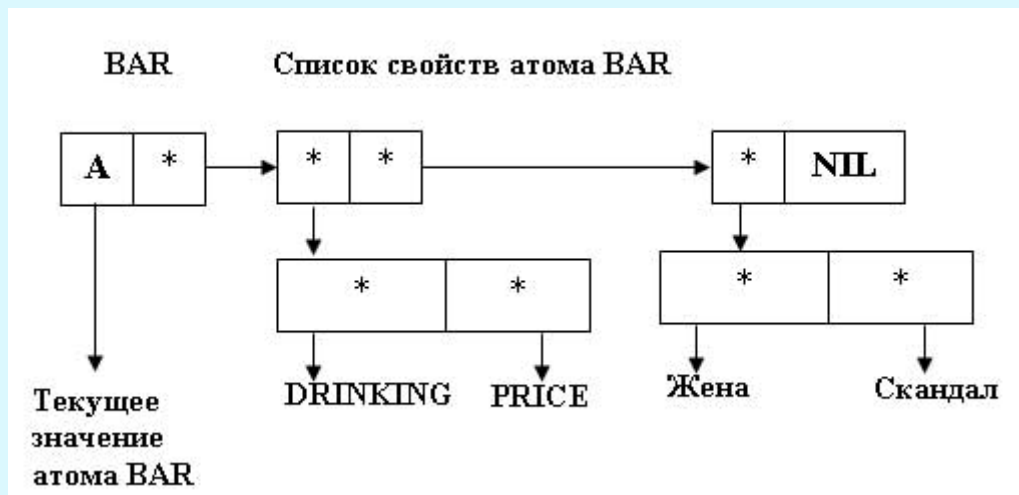 BAR Список свойств атома BAR
A * * * * NIL
* * * *
DRINKING PRICE Жена Скандал
Текущее
значение
атома BAR